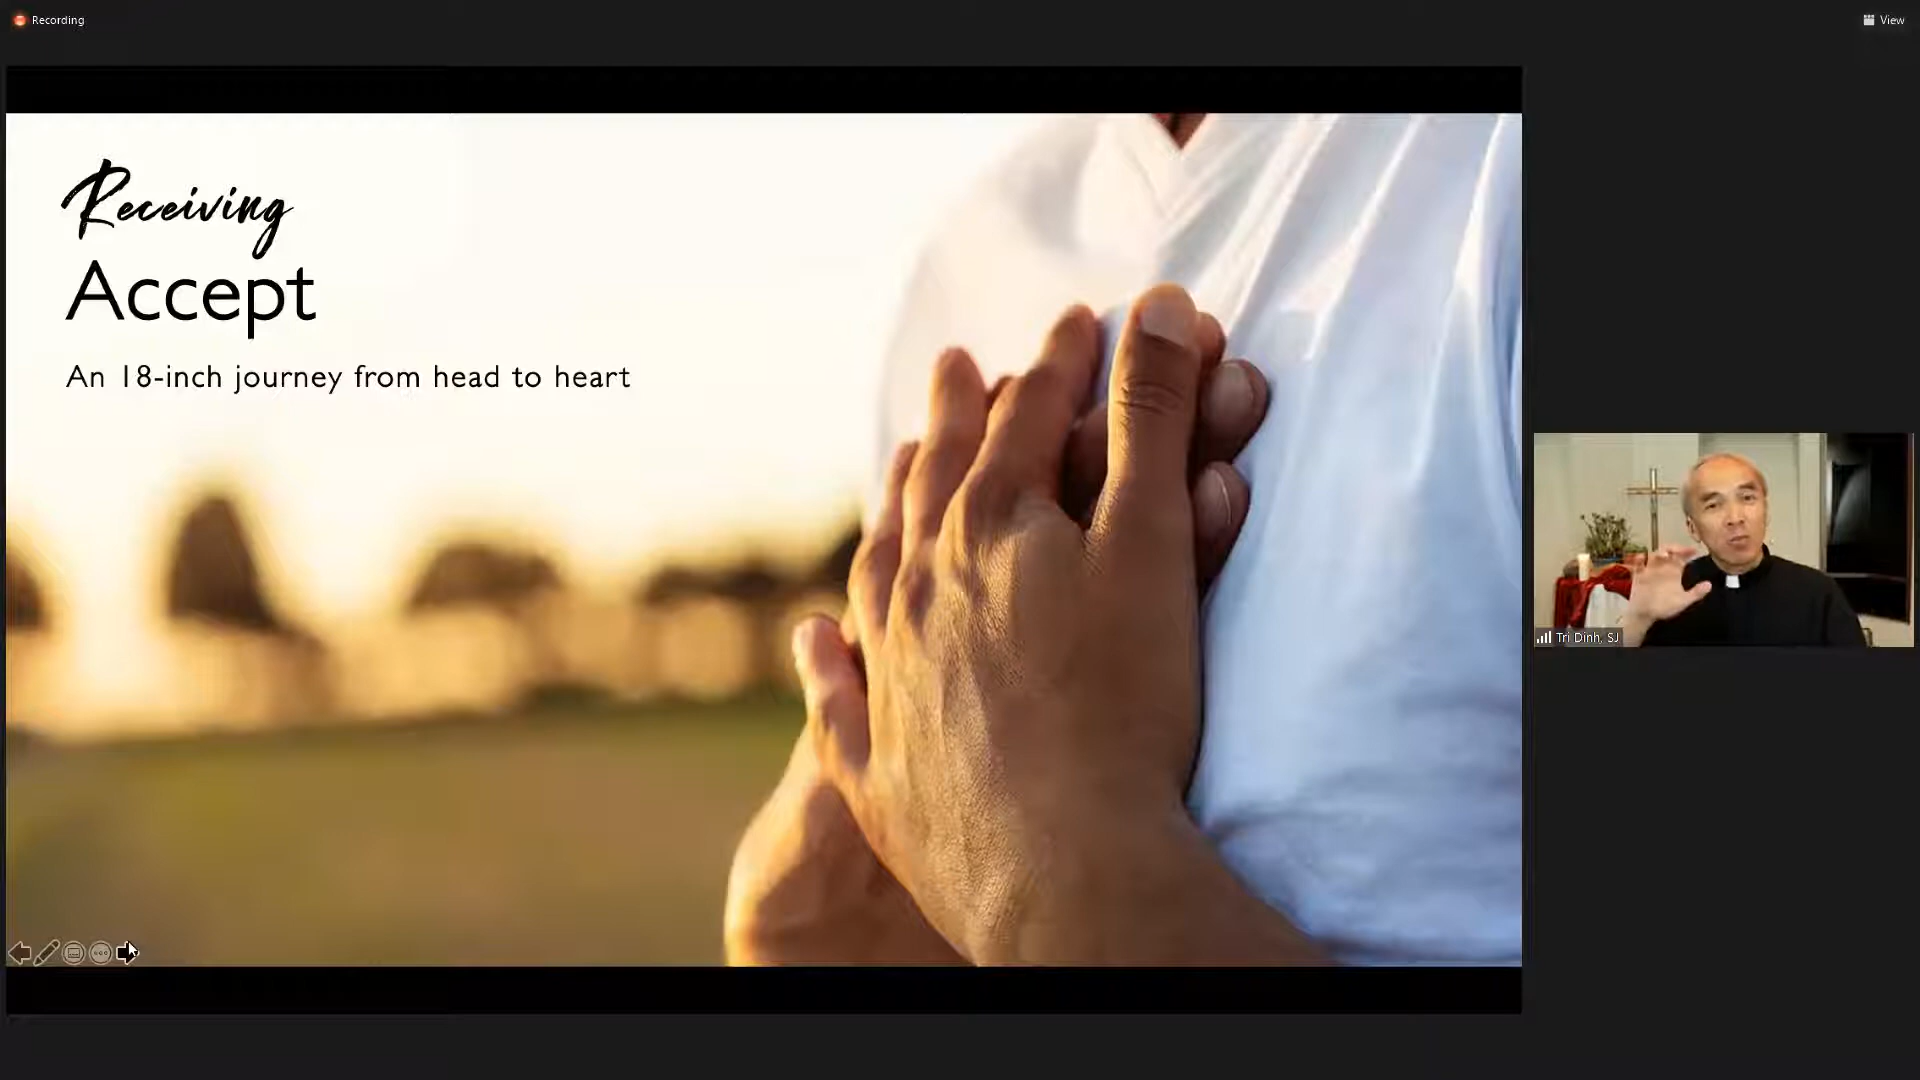 Recording
View
Receiving
Accept
An 18-inch journey from head to heart
Tri Dinh, SJ